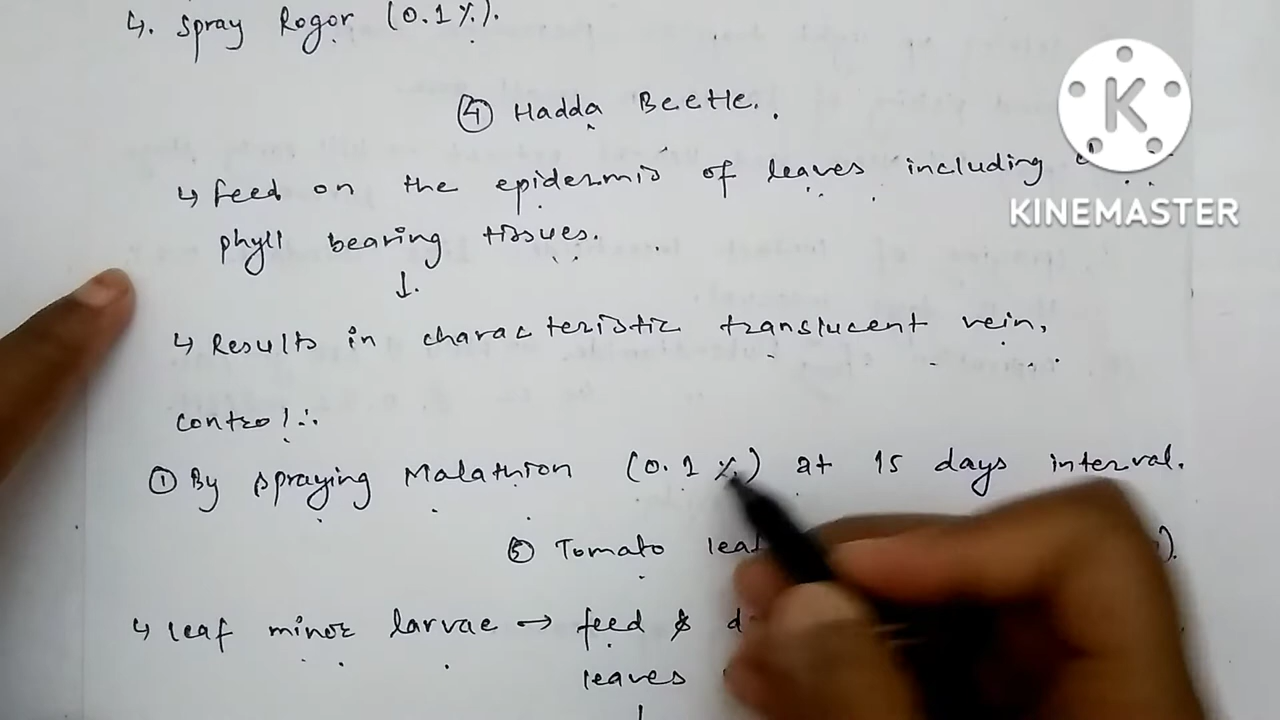 4. Spray Rogor (0.1%).
④ Hadda Beetle.
↳ feed on the epidermis of leaves including
phyll bearing tissues.
↓.
↳ Results in characteristic translucent vein,
KINEMASTER
control:.
① By spraying Malathion (0.1%) at 15 days interval.
⑤ Tomato leaf
↳ leaf minor larvae → feed &
leaves
↓